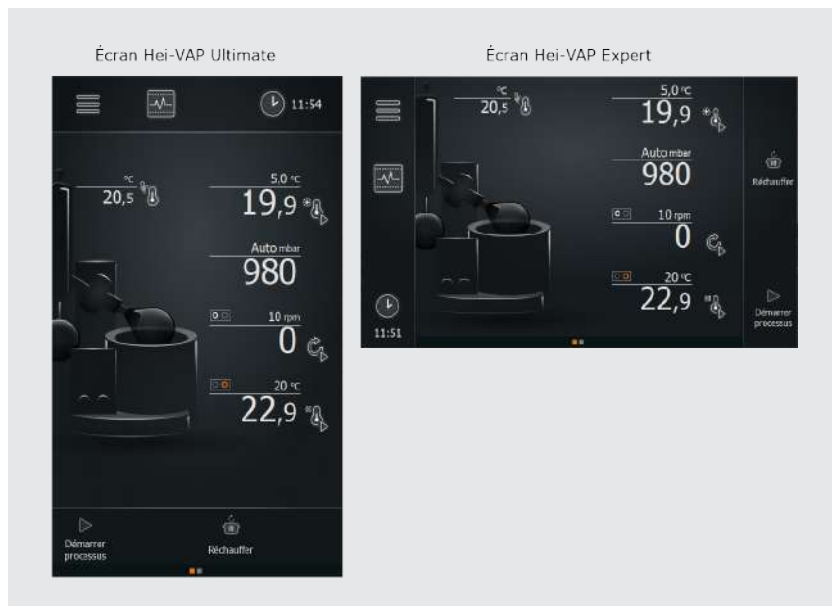 Écran Hei-VAP Ultimate
11:54
°C
20,5
5,0 °C
19,9
Auto mbar
980
10 rpm
0
20 °C
22,9
Démarrer
processus
Réchauffer
Écran Hei-VAP Expert
°C
20,5
5,0 °C
19,9
Auto mbar
980
10 rpm
0
20 °C
22,9
11:51
Réchauffer
Démarrer
processus